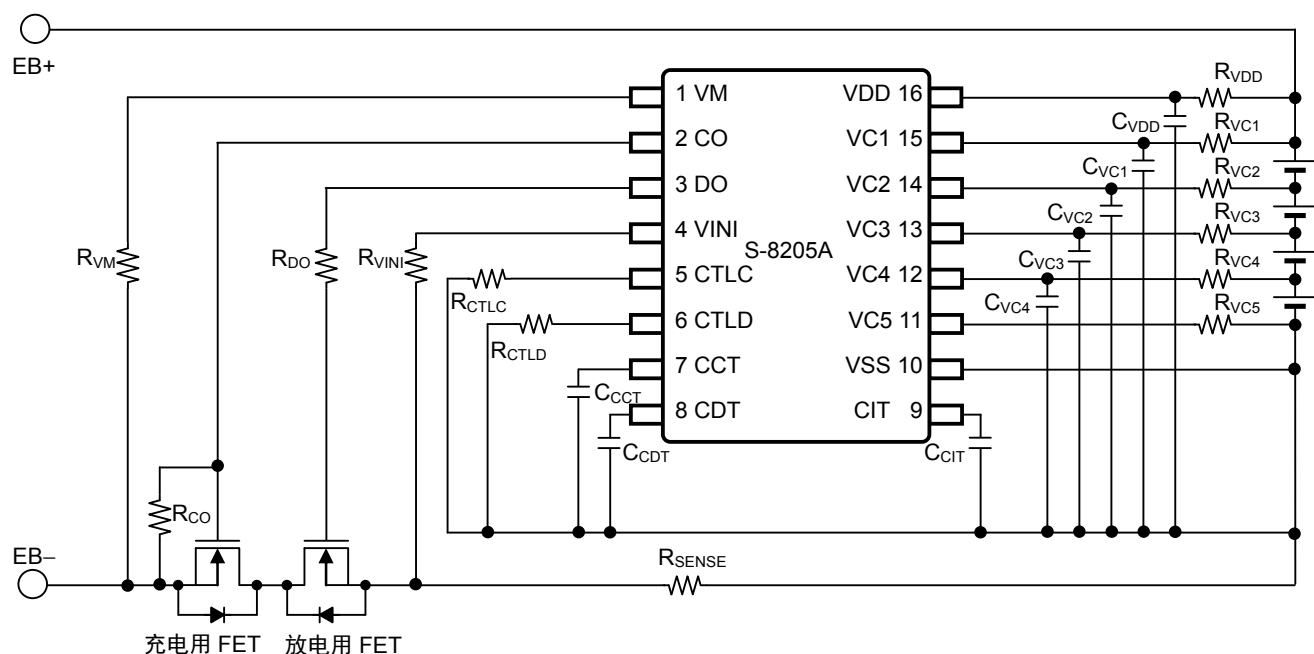 EB+
1 VM
2 CO
3 DO
4 VINI
5 CTLC
6 CTLD
7 CCT
8 CDT
S-8205A
VDD 16
VC1 15
VC2 14
VC3 13
VC4 12
VC5 11
VSS 10
CIT 9
RVDD
RVC1
RVC2
RVC3
RVC4
RVC5
CVDD
CVC1
CVC2
CVC3
CVC4
RVM
RDO
RVINI
RCTLC
RCTLD
CCCT
CCDT
CCIT
RCO
EB−
RSENSE
充电用 FET
放电用 FET